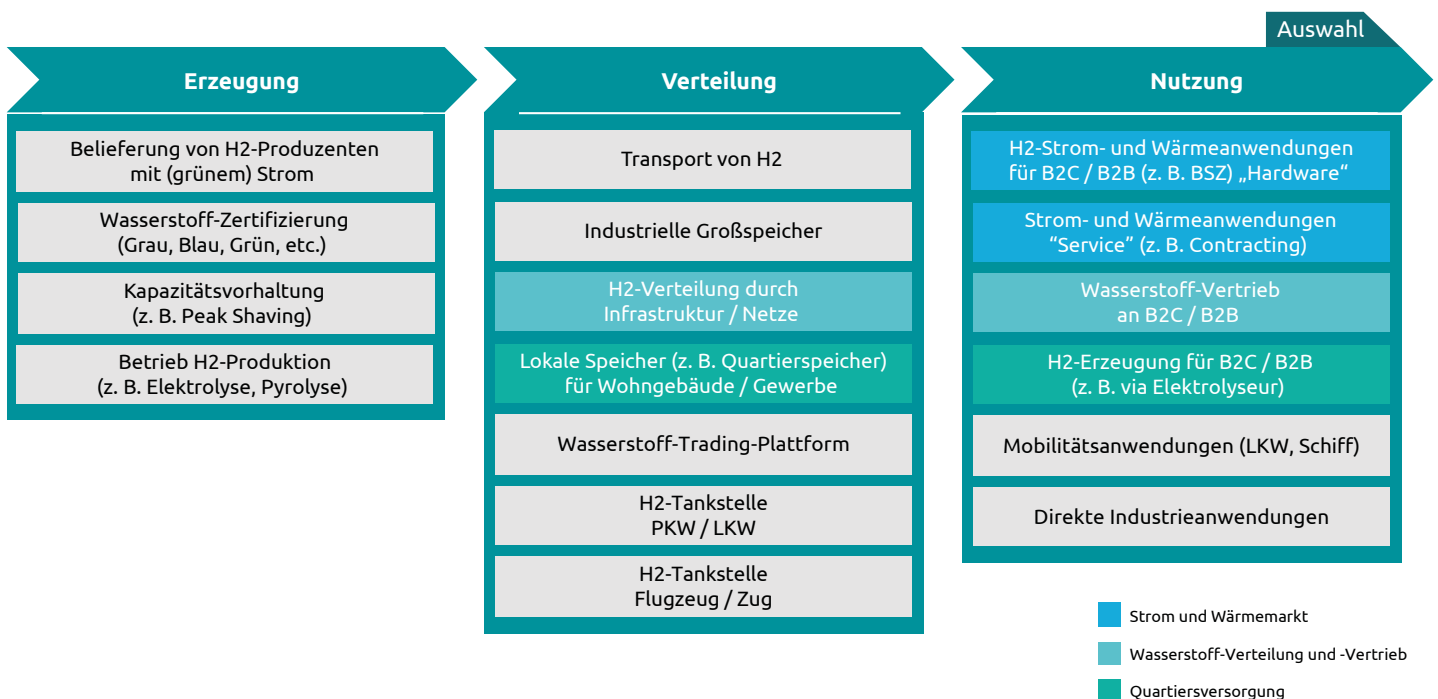 Auswahl
Erzeugung
Belieferung von H2-Produzenten
mit (grünem) Strom
Wasserstoff-Zertifizierung
(Grau, Blau, Grün, etc.)
Kapazitätsvorhaltung
(z. B. Peak Shaving)
Betrieb H2-Produktion
(z. B. Elektrolyse, Pyrolyse)
Verteilung
Transport von H2
Industrielle Großspeicher
H2-Verteilung durch
Infrastruktur / Netze
Lokale Speicher (z. B. Quartierspeicher)
für Wohngebäude / Gewerbe
Wasserstoff-Trading-Plattform
H2-Tankstelle
PKW / LKW
H2-Tankstelle
Flugzeug / Zug
Nutzung
H2-Strom- und Wärmeanwendungen
für B2C / B2B (z. B. BSZ) „Hardware“
Strom- und Wärmeanwendungen
“Service” (z. B. Contracting)
Wasserstoff-Vertrieb
an B2C / B2B
H2-Erzeugung für B2C / B2B
(z. B. via Elektrolyseur)
Mobilitätsanwendungen (LKW, Schiff)
Direkte Industrieanwendungen
Strom und Wärmemarkt
Wasserstoff-Verteilung und -Vertrieb
Quartiersversorgung